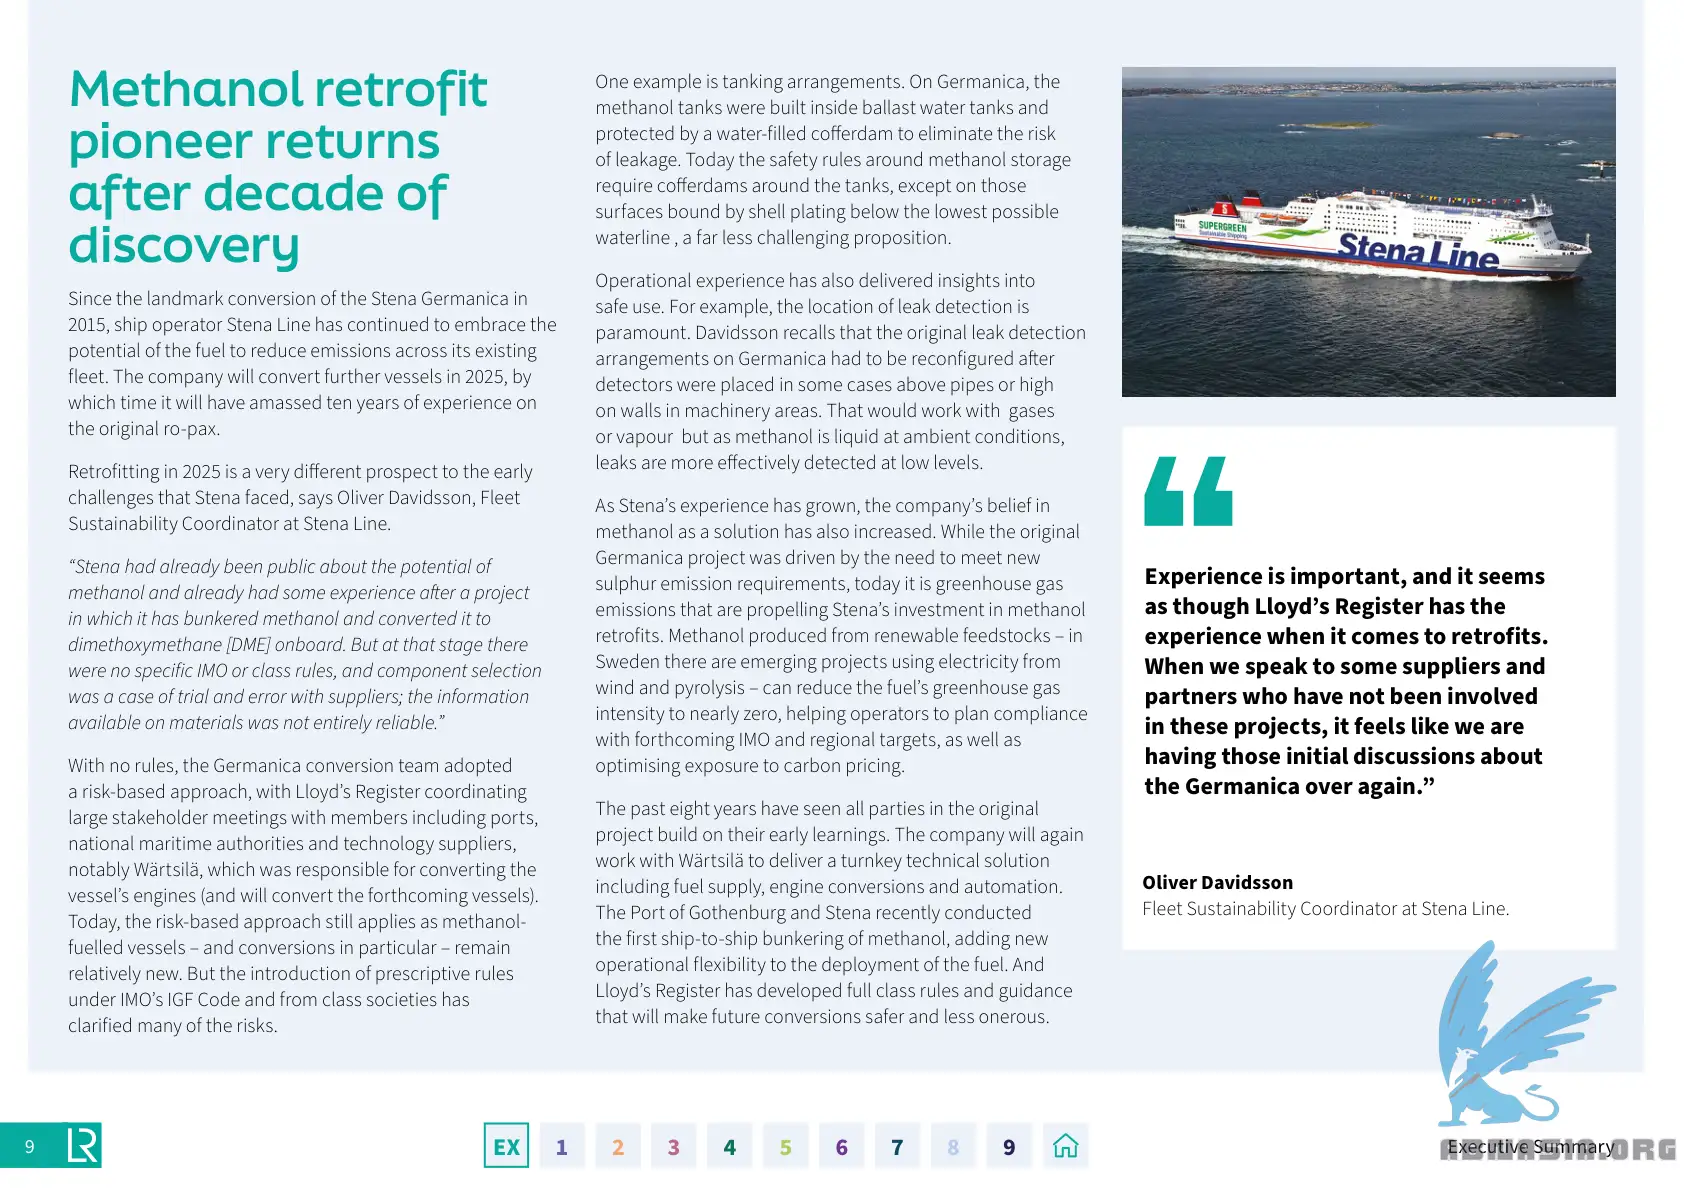 Methanol retrofit
pioneer returns
after decade of
discovery
Since the landmark conversion of the Stena Germanica in
2015, ship operator Stena Line has continued to embrace the
potential of the fuel to reduce emissions across its existing
fleet. The company will convert further vessels in 2025, by
which time it will have amassed ten years of experience on
the original ro-pax.
Retrofitting in 2025 is a very different prospect to the early
challenges that Stena faced, says Oliver Davidsson, Fleet
Sustainability Coordinator at Stena Line.
“Stena had already been public about the potential of
methanol and already had some experience after a project
in which it has bunkered methanol and converted it to
dimethoxymethane [DME] onboard. But at that stage there
were no specific IMO or class rules, and component selection
was a case of trial and error with suppliers; the information
available on materials was not entirely reliable.”
With no rules, the Germanica conversion team adopted
a risk-based approach, with Lloyd’s Register coordinating
large stakeholder meetings with members including ports,
national maritime authorities and technology suppliers,
notably Wärtsilä, which was responsible for converting the
vessel’s engines (and will convert the forthcoming vessels).
Today, the risk-based approach still applies as methanol-
fuelled vessels – and conversions in particular – remain
relatively new. But the introduction of prescriptive rules
under IMO’s IGF Code and from class societies has
clarified many of the risks.
One example is tanking arrangements. On Germanica, the
methanol tanks were built inside ballast water tanks and
protected by a water-filled cofferdam to eliminate the risk
of leakage. Today the safety rules around methanol storage
require cofferdams around the tanks, except on those
surfaces bound by shell plating below the lowest possible
waterline , a far less challenging proposition.
Operational experience has also delivered insights into
safe use. For example, the location of leak detection is
paramount. Davidsson recalls that the original leak detection
arrangements on Germanica had to be reconfigured after
detectors were placed in some cases above pipes or high
on walls in machinery areas. That would work with  gases
or vapour  but as methanol is liquid at ambient conditions,
leaks are more effectively detected at low levels.
As Stena’s experience has grown, the company’s belief in
methanol as a solution has also increased. While the original
Germanica project was driven by the need to meet new
sulphur emission requirements, today it is greenhouse gas
emissions that are propelling Stena’s investment in methanol
retrofits. Methanol produced from renewable feedstocks – in
Sweden there are emerging projects using electricity from
wind and pyrolysis – can reduce the fuel’s greenhouse gas
intensity to nearly zero, helping operators to plan compliance
with forthcoming IMO and regional targets, as well as
optimising exposure to carbon pricing.
The past eight years have seen all parties in the original
project build on their early learnings. The company will again
work with Wärtsilä to deliver a turnkey technical solution
including fuel supply, engine conversions and automation.
The Port of Gothenburg and Stena recently conducted
the first ship-to-ship bunkering of methanol, adding new
operational flexibility to the deployment of the fuel. And
Lloyd’s Register has developed full class rules and guidance
that will make future conversions safer and less onerous.
SUPERGREEN
Sustainable Shipping
Stena Line
“
Experience is important, and it seems
as though Lloyd’s Register has the
experience when it comes to retrofits.
When we speak to some suppliers and
partners who have not been involved
in these projects, it feels like we are
having those initial discussions about
the Germanica over again.”
Oliver Davidsson
Fleet Sustainability Coordinator at Stena Line.
9
LR
EX 1 2 3 4 5 6 7 8 9
Executive Summary
ASIAASIA.ORG